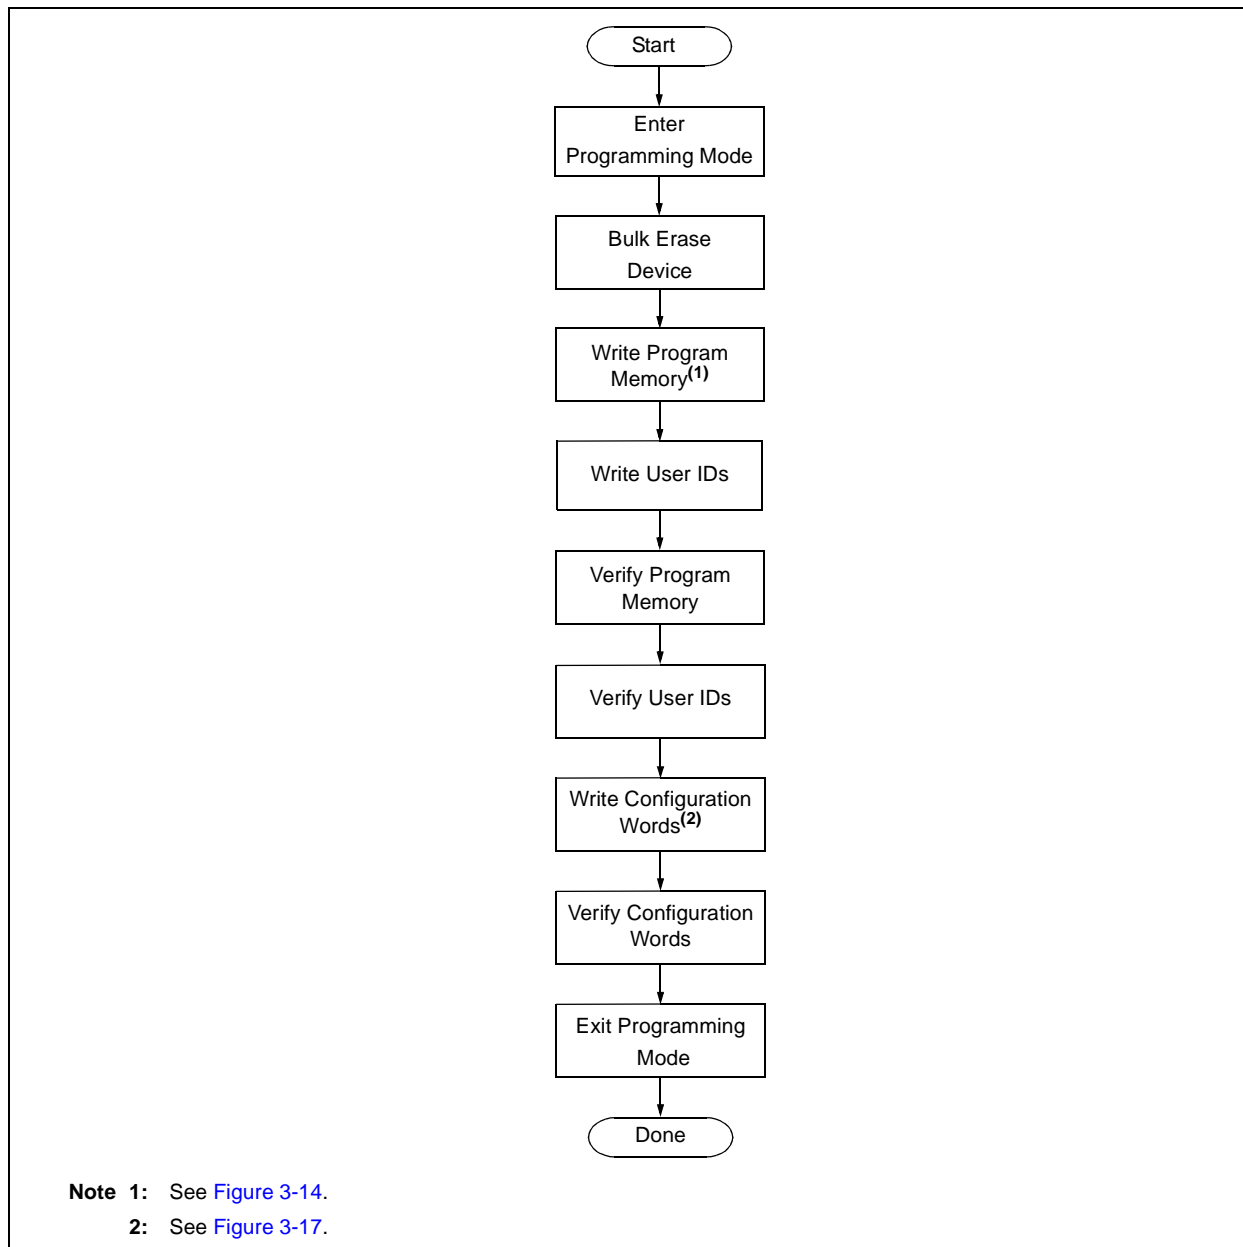 Start
Enter
Programming Mode
Bulk Erase
Device
Write Program
Memory(1)
Write User IDs
Verify Program
Memory
Verify User IDs
Write Configuration
Words(2)
Verify Configuration
Words
Exit Programming
Mode
Done
Note 1: See Figure 3-14.
2: See Figure 3-17.